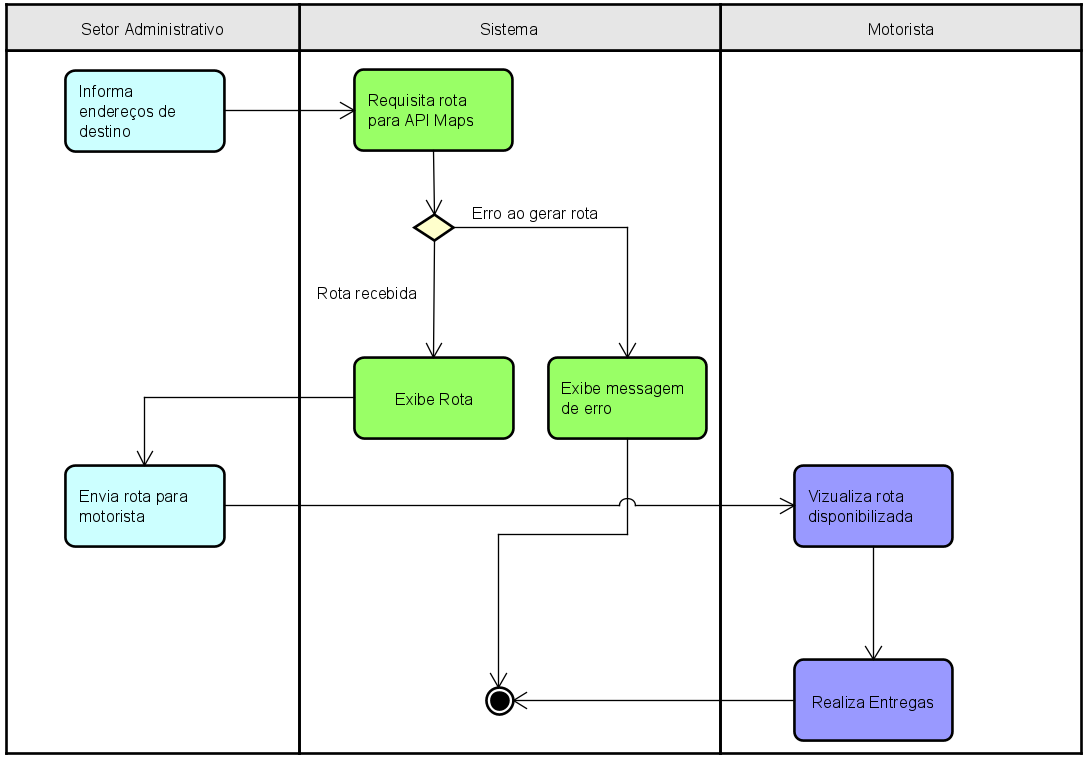 Setor Administrativo
Sistema
Motorista
Informa
endereços de
destino
Requisita rota
para API Maps
Erro ao gerar rota
Rota recebida
Exibe Rota
Exibe messagem
de erro
Envia rota para
motorista
Vizualiza rota
disponibilizada
Realiza Entregas